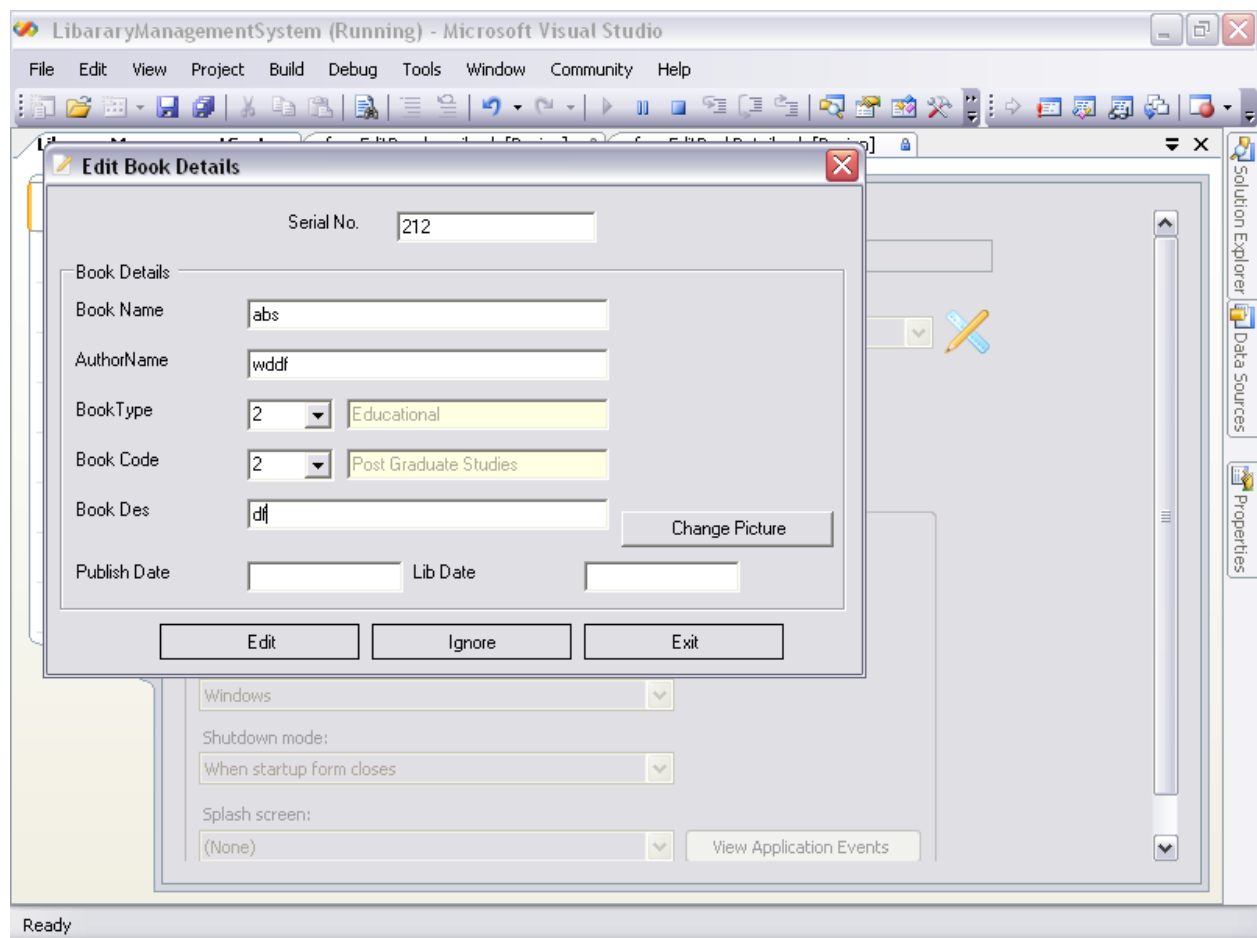 LibararyManagementSystem (Running) - Microsoft Visual Studio
File Edit View Project Build Debug Tools Window Community Help
Edit Book Details
Serial No. 212
Book Details
Book Name abs
AuthorName wddf
BookType 2 Educational
Book Code 2 Post Graduate Studies
Book Des df
Change Picture
Publish Date Lib Date
Edit Ignore Exit
Windows
Shutdown mode:
When startup form closes
Splash screen:
(None) View Application Events
Solution Explorer
Data Sources
Properties
Ready